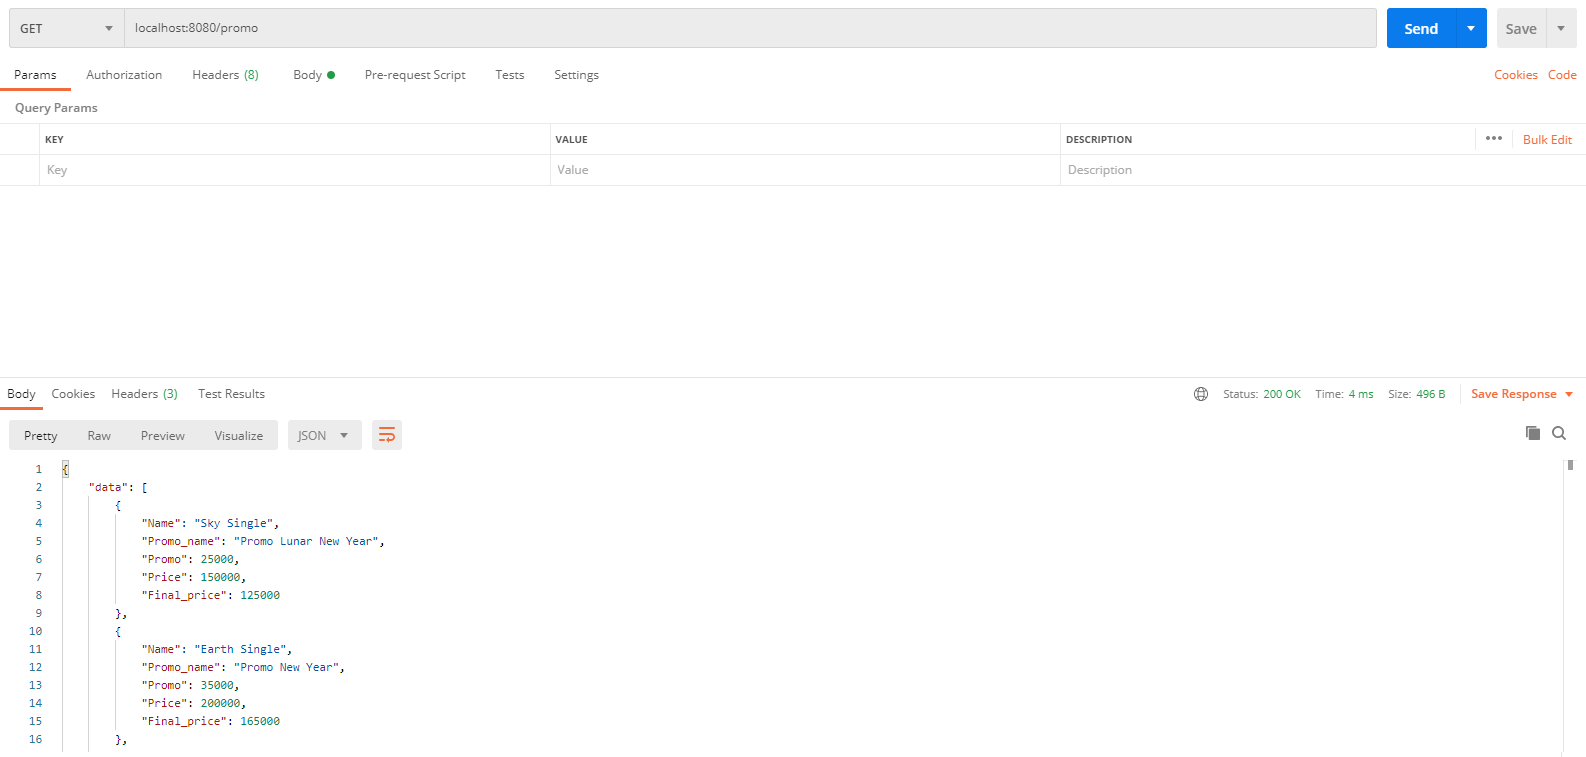 GET localhost:8080/promo Send Save
Params Authorization Headers (8) Body Pre-request Script Tests Settings Cookies Code
Query Params
KEY VALUE DESCRIPTION ••• Bulk Edit
Key Value Description
Body Cookies Headers (3) Test Results Status: 200 OK Time: 4 ms Size: 496 B Save Response
Pretty Raw Preview Visualize JSON
1 {
2 "data": [
3 {
4 "Name": "Sky Single",
5 "Promo_name": "Promo Lunar New Year",
6 "Promo": 25000,
7 "Price": 150000,
8 "Final_price": 125000
9 },
10 {
11 "Name": "Earth Single",
12 "Promo_name": "Promo New Year",
13 "Promo": 35000,
14 "Price": 200000,
15 "Final_price": 165000
16 },